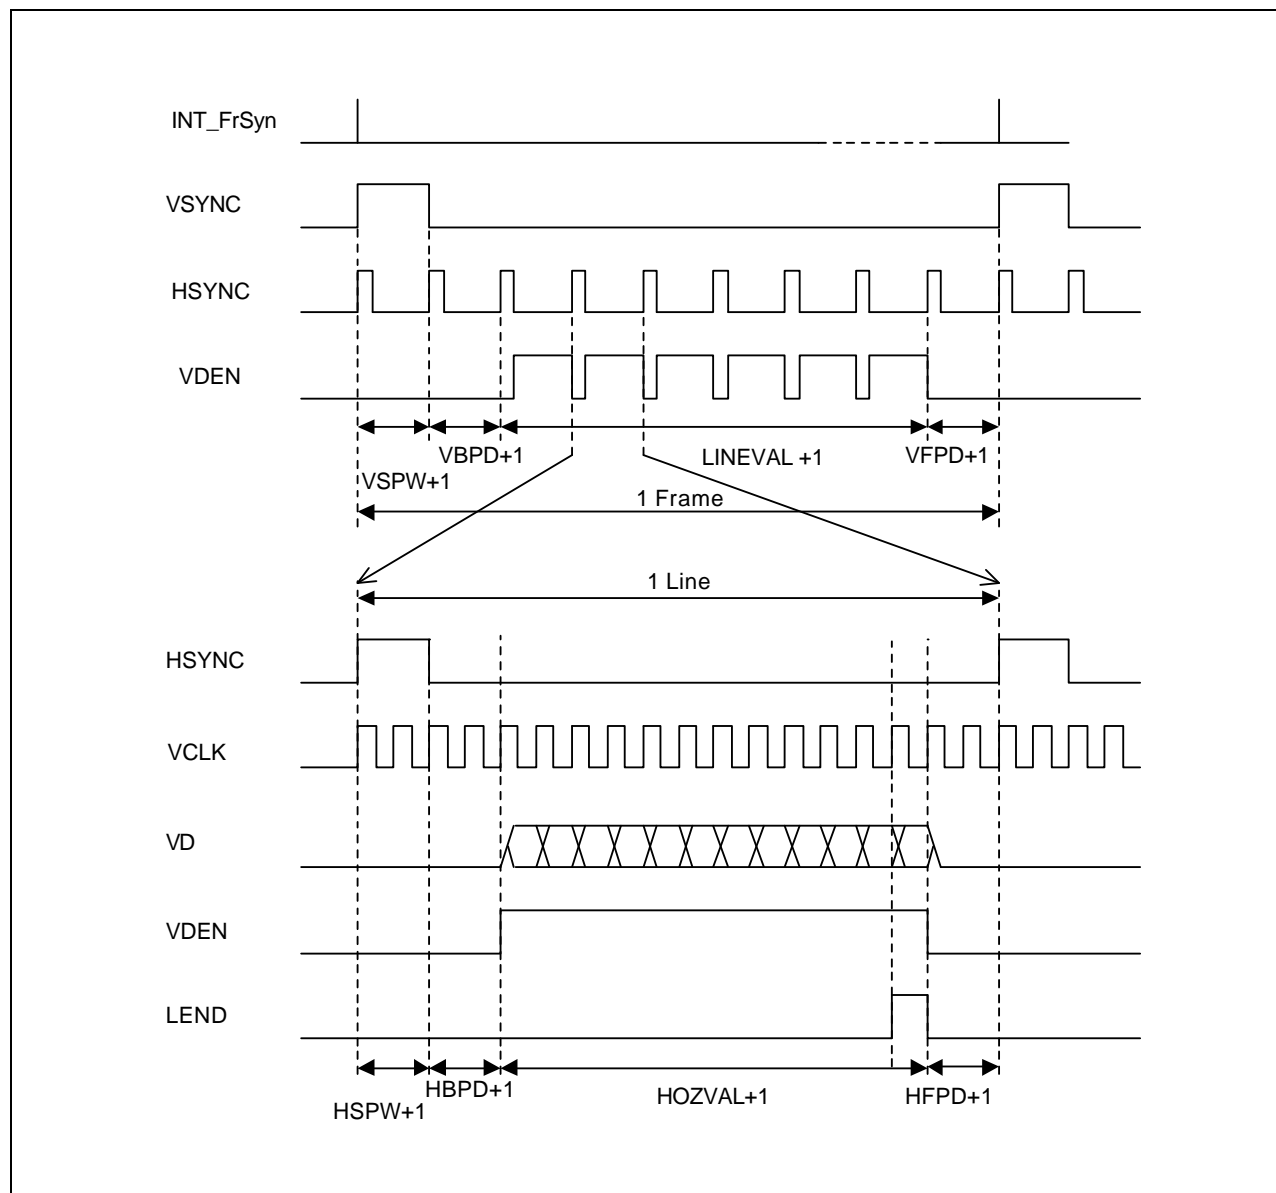 INT_FrSyn
VSYNC
HSYNC
VDEN
VBPD+1
LINEVAL +1
VFPD+1
VSPW+1
1 Frame
1 Line
HSYNC
VCLK
VD
VDEN
LEND
HBPD+1
HOZVAL+1
HFPD+1
HSPW+1